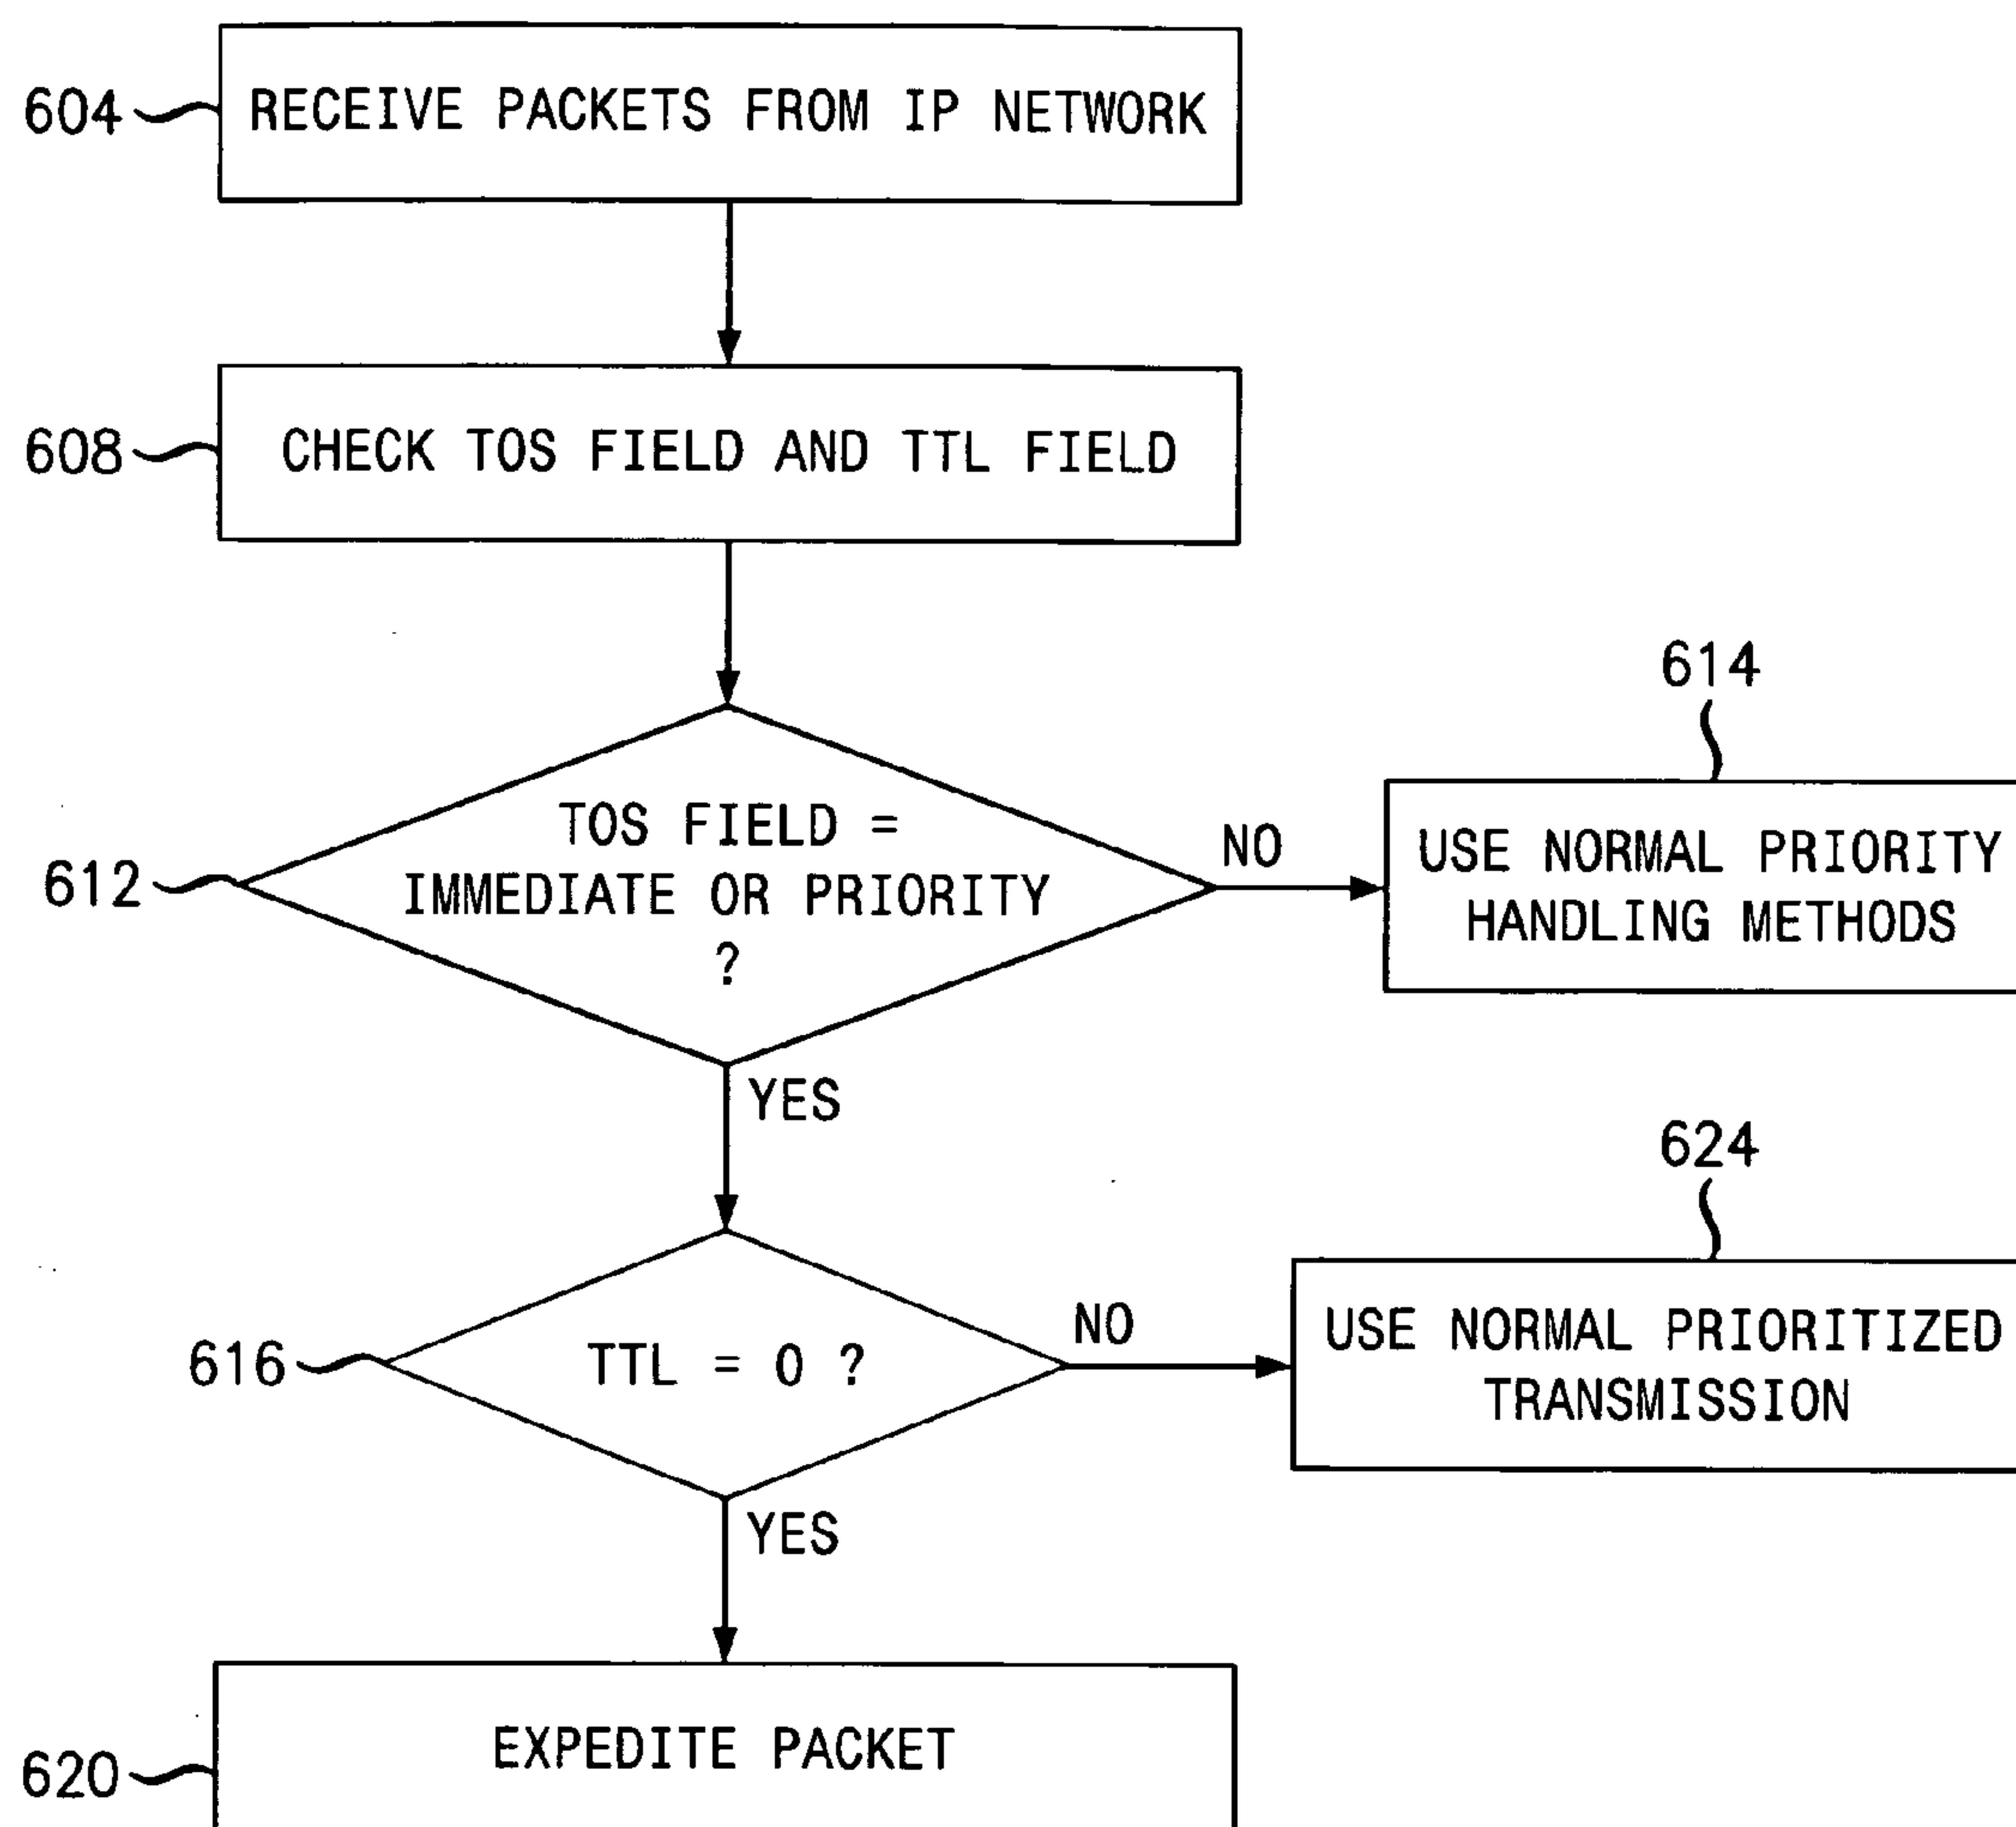 604
RECEIVE PACKETS FROM IP NETWORK
608
CHECK TOS FIELD AND TTL FIELD
612
TOS FIELD =
IMMEDIATE OR PRIORITY
?
NO
614
USE NORMAL PRIORITY
HANDLING METHODS
YES
616
TTL = 0 ?
NO
624
USE NORMAL PRIORITIZED
TRANSMISSION
YES
620
EXPEDITE PACKET